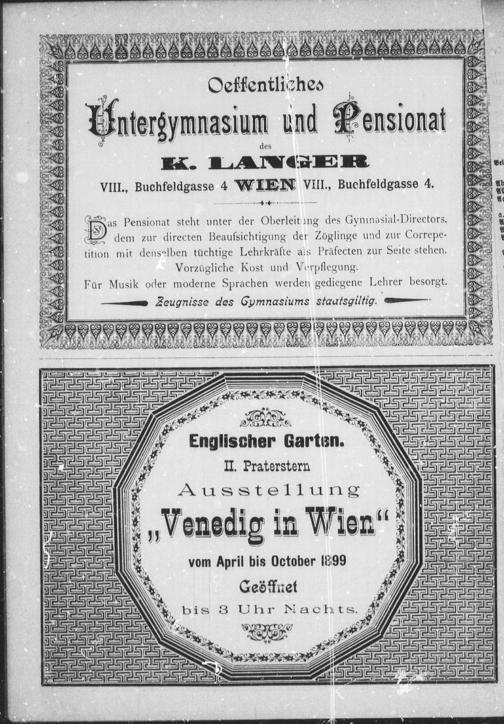 Oeffentliches
Untergymnasium und Pensionat
des
K. LANGER
VIII., Buchfeldgasse 4 WIEN VIII., Buchfeldgasse 4.
Das Pensionat steht unter der Oberleitung des Gymnasial-Directors,
dem zur directen Beaufsichtigung der Zöglinge und zur Correpe-
tition mit denselben tüchtige Lehrkräfte als Präfecten zur Seite stehen.
Vorzügliche Kost und Verpflegung.
Für Musik oder moderne Sprachen werden gediegene Lehrer besorgt.
Zeugnisse des Gymnasiums staatsgiltig.
Englischer Garten.
II. Praterstern
Ausstellung
„Venedig in Wien“
vom April bis October 1899
Geöffnet
bis 3 Uhr Nachts.